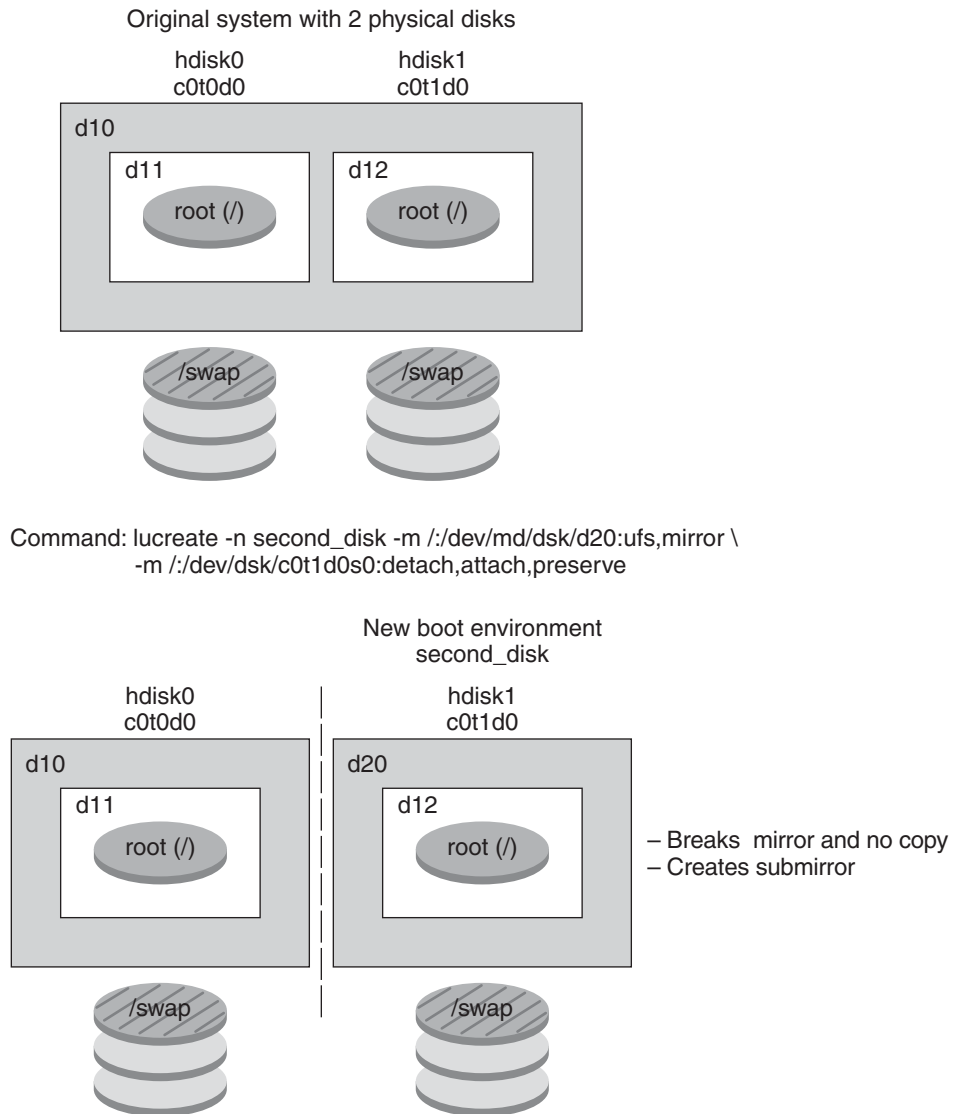 Original system with 2 physical disks
hdisk0
c0t0d0
hdisk1
c0t1d0
d10
d11
root (/)
d12
root (/)
/swap
/swap
Command: lucreate -n second_disk -m /:/dev/md/dsk/d20:ufs,mirror \
-m /:/dev/dsk/c0t1d0s0:detach,attach,preserve
New boot environment
second_disk
hdisk0
c0t0d0
hdisk1
c0t1d0
d10
d11
root (/)
d20
d12
root (/)
– Breaks mirror and no copy
– Creates submirror
/swap
/swap